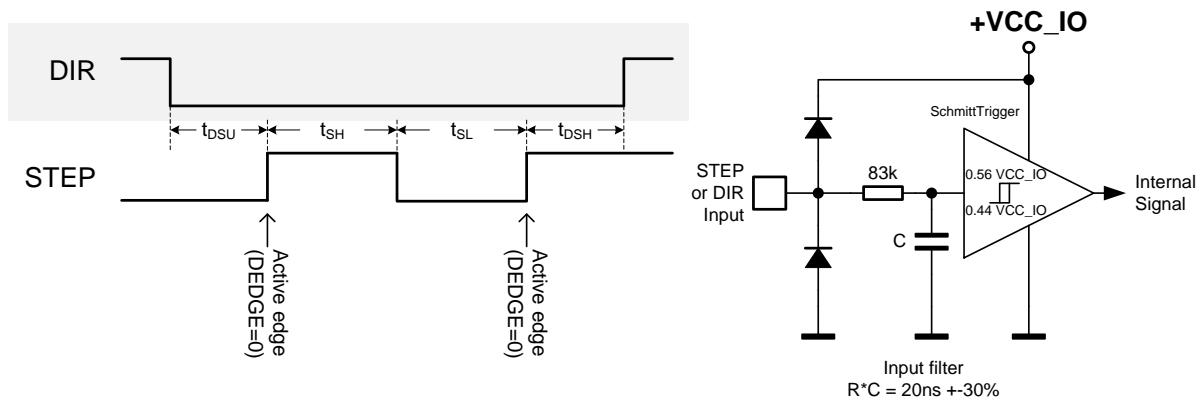 DIR
tDSU
tSH
tSL
tDSH
STEP
Active edge
(DEDGE=0)
Active edge
(DEDGE=0)
+VCC_IO
SchmittTrigger
STEP
or DIR
Input
83k
0.56 VCC_IO
0.44 VCC_IO
C
Internal
Signal
Input filter
R*C = 20ns +-30%